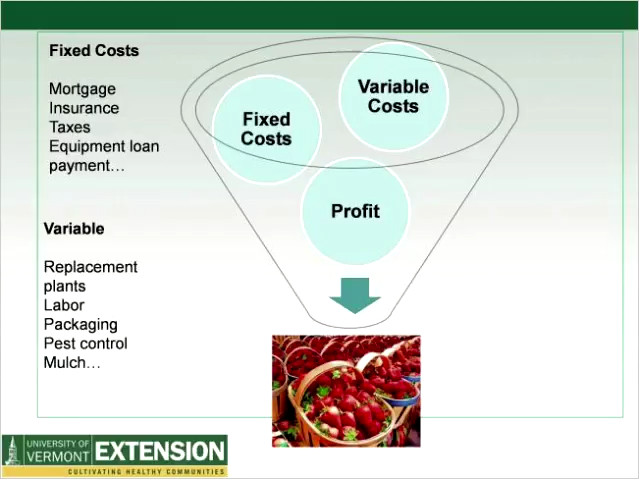 Fixed Costs
Mortgage
Insurance
Taxes
Equipment loan
payment…
Variable
Replacement
plants
Labor
Packaging
Pest control
Mulch…
Fixed
Costs
Variable
Costs
Profit
UNIVERSITY OF
VERMONT
EXTENSION
CULTIVATING HEALTHY COMMUNITIES